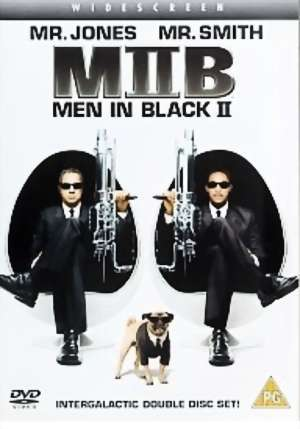 WIDESCREEN
MR. JONES MR. SMITH
MIIB
MEN IN BLACK II
DVD
VIDEO
PG
INTERGALACTIC DOUBLE DISC SET!